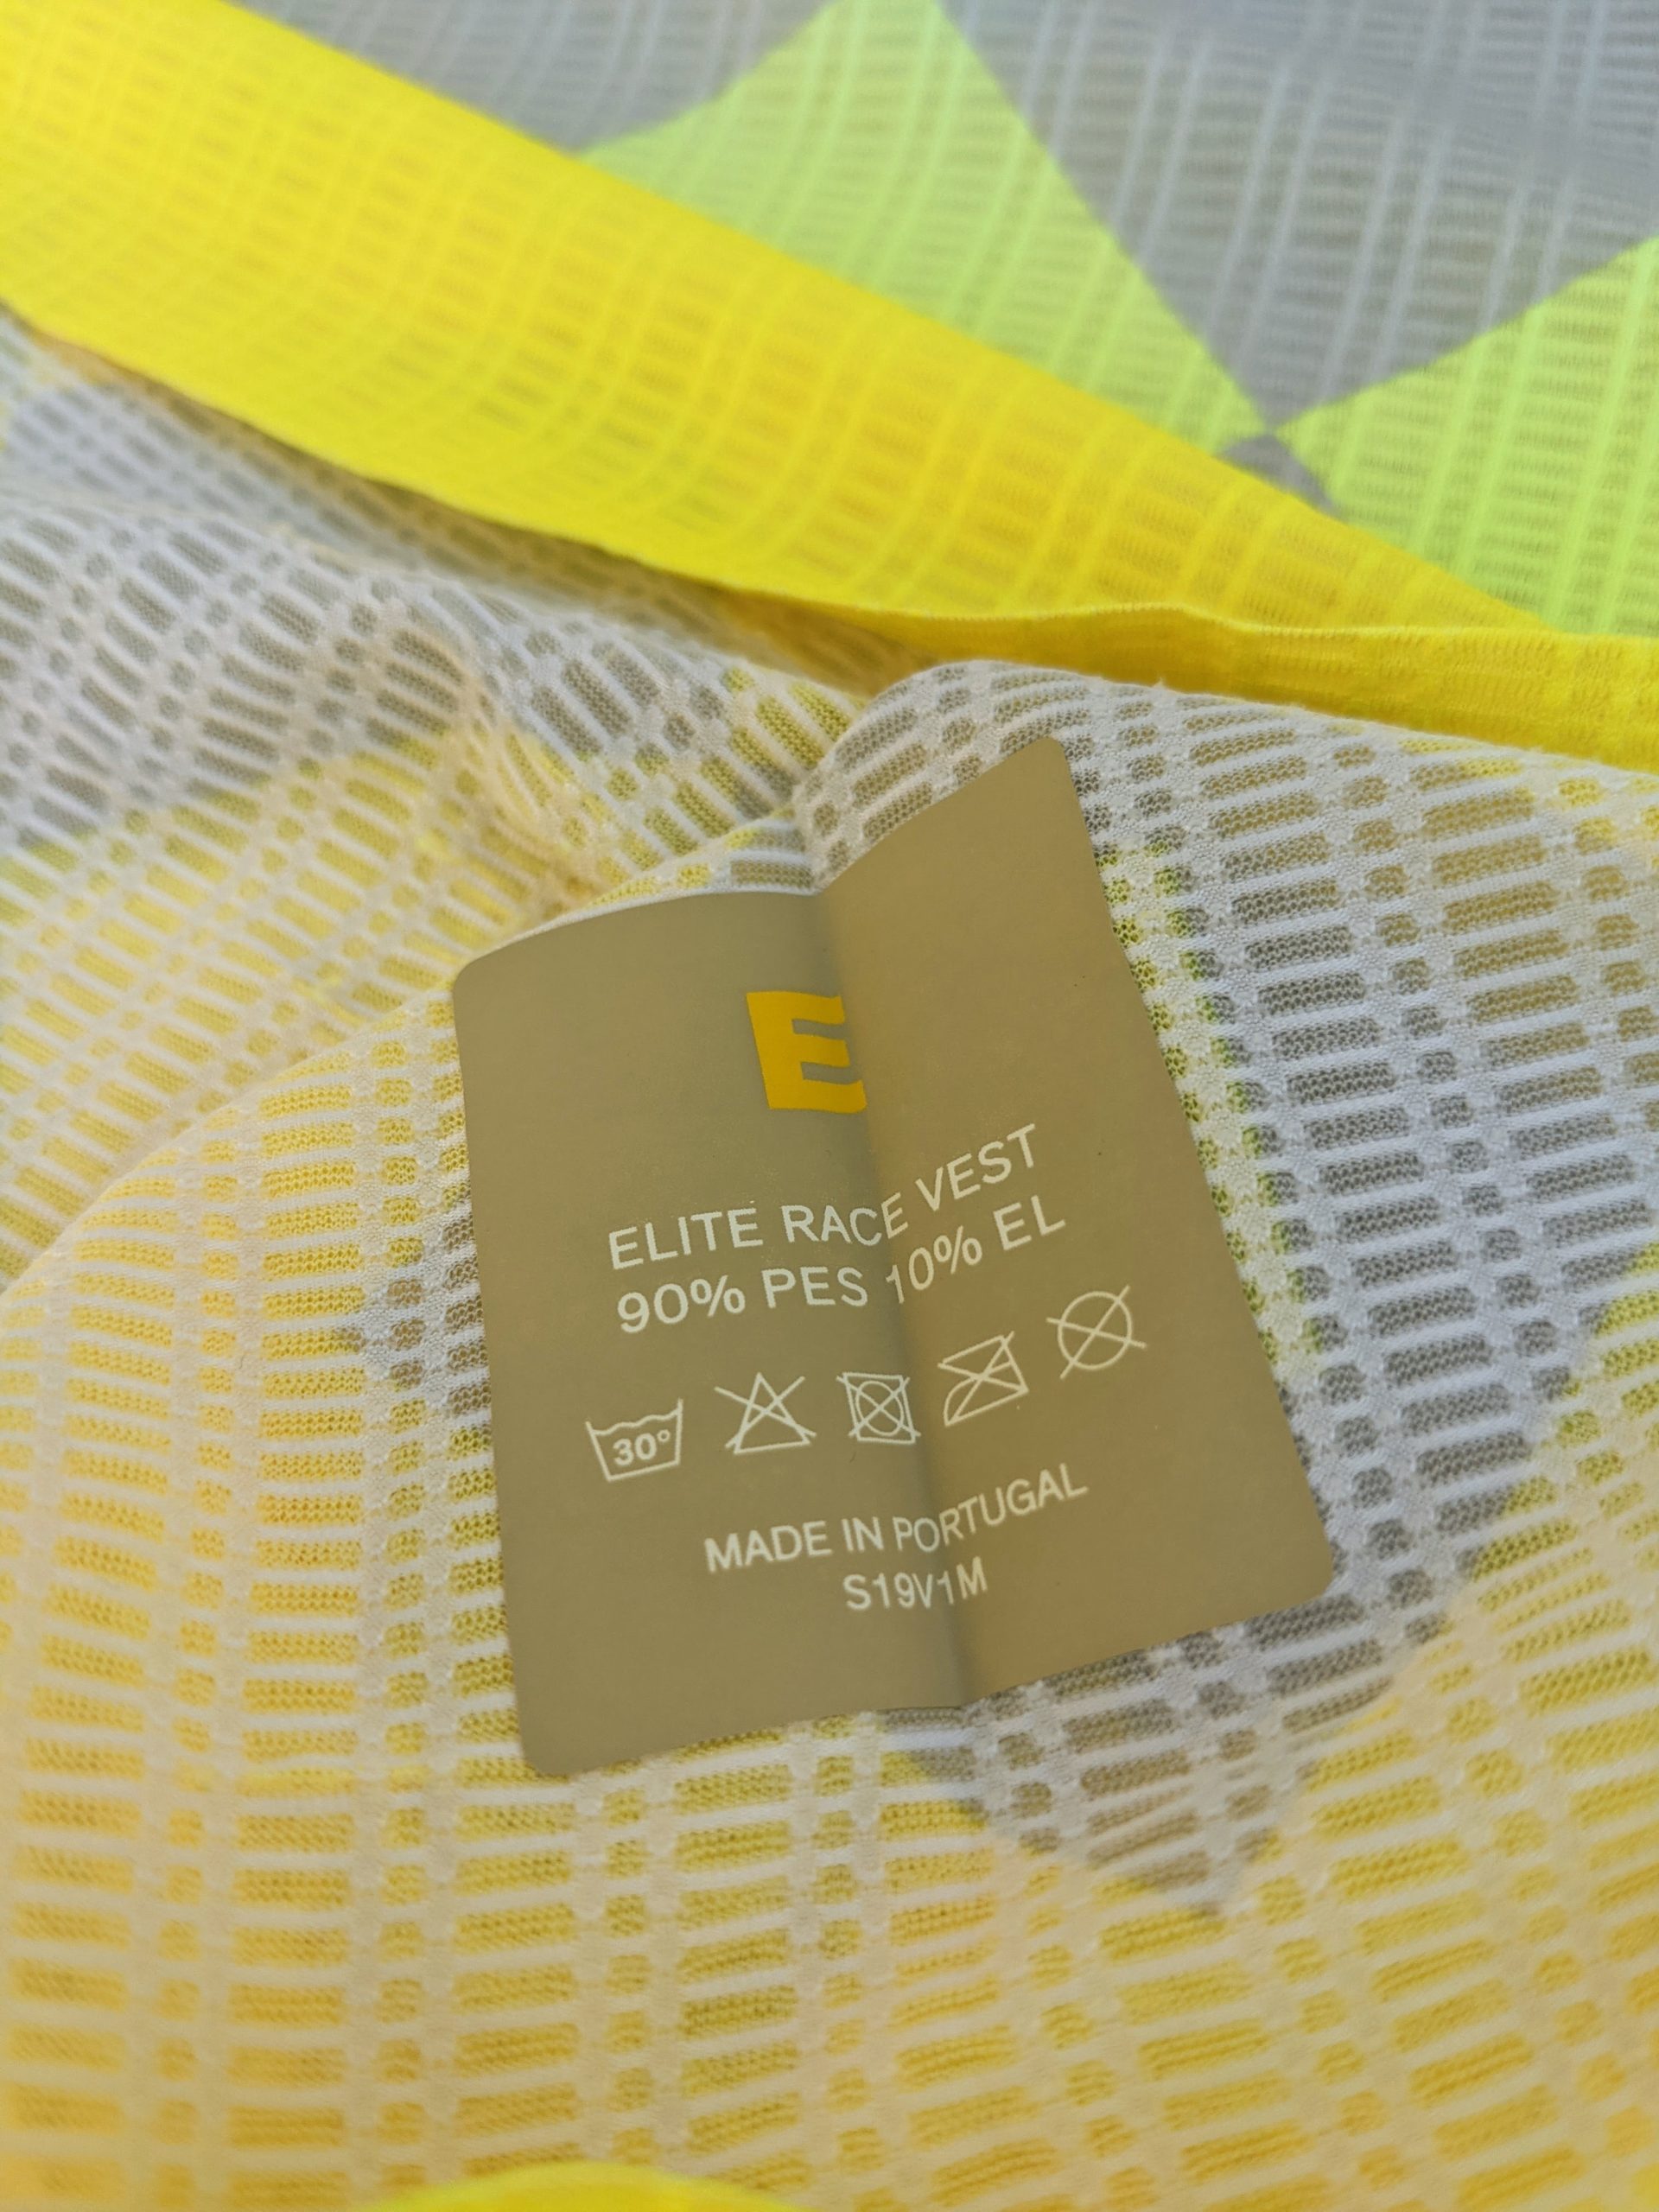 E
ELITE RACE VEST
90% PES 10% EL
30°
MADE IN PORTUGAL
S19V1M